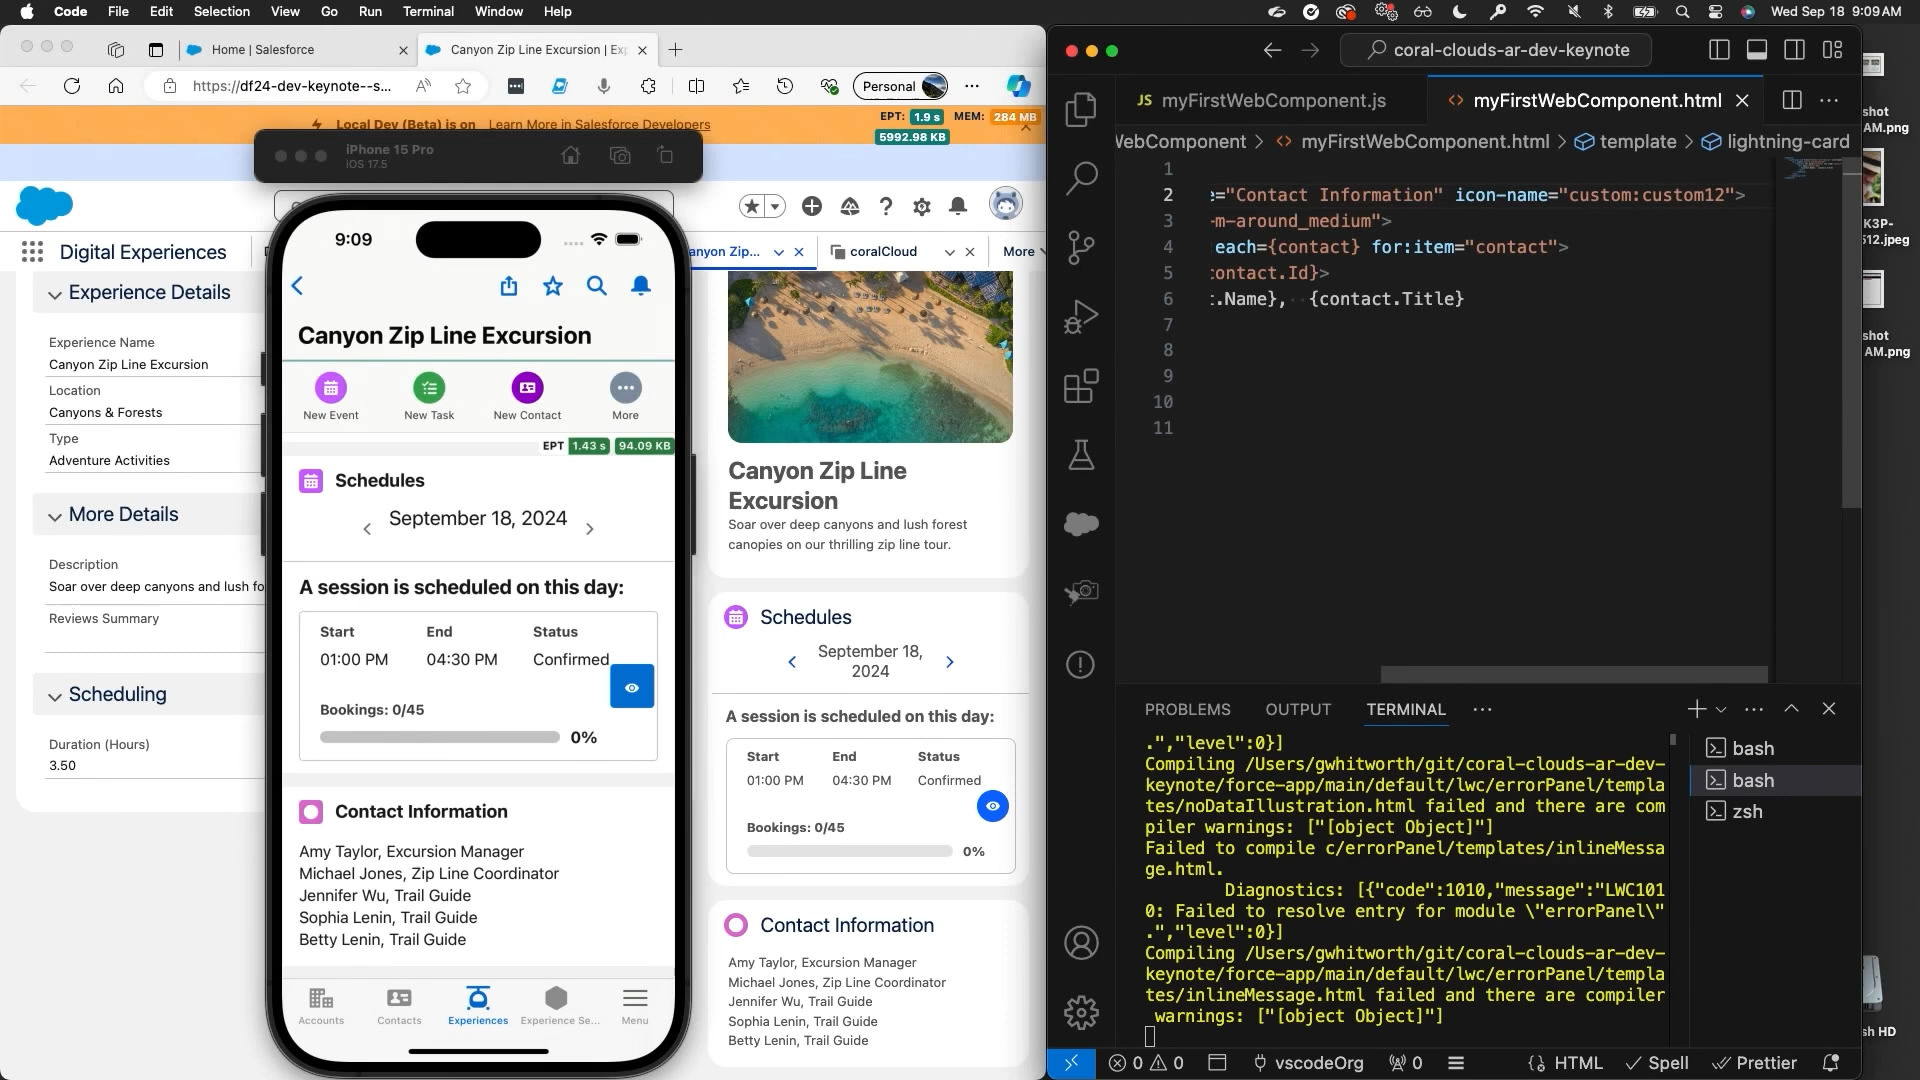 Code File Edit Selection View Go Run Terminal Window Help
Wed Sep 18 9:09 AM
Home | Salesforce
Canyon Zip Line Excursion | Exp
https://df24-dev-keynote--s...
Personal
Local Dev (Beta) is on Learn More in Salesforce Developers
EPT: 1.9 s MEM: 284 MB
5992.98 KB
iPhone 15 Pro
iOS 17.5
Digital Experiences
anyon Zip...
coralCloud
More
Experience Details
Experience Name
Canyon Zip Line Excursion
Location
Canyons & Forests
Type
Adventure Activities
More Details
Description
Soar over deep canyons and lush fo
Reviews Summary
Scheduling
Duration (Hours)
3.50
9:09
Canyon Zip Line Excursion
New Event New Task New Contact More
EPT 1.43 s 94.09 KB
Schedules
September 18, 2024
A session is scheduled on this day:
Start End Status
01:00 PM 04:30 PM Confirmed
Bookings: 0/45
0%
Contact Information
Amy Taylor, Excursion Manager
Michael Jones, Zip Line Coordinator
Jennifer Wu, Trail Guide
Sophia Lenin, Trail Guide
Betty Lenin, Trail Guide
Accounts Contacts Experiences Experience Se... Menu
Canyon Zip Line
Excursion
Soar over deep canyons and lush forest
canopies on our thrilling zip line tour.
Schedules
September 18,
2024
A session is scheduled on this day:
Start End Status
01:00 PM 04:30 PM Confirmed
Bookings: 0/45
0%
Contact Information
Amy Taylor, Excursion Manager
Michael Jones, Zip Line Coordinator
Jennifer Wu, Trail Guide
Sophia Lenin, Trail Guide
Betty Lenin, Trail Guide
coral-clouds-ar-dev-keynote
JS myFirstWebComponent.js
<> myFirstWebComponent.html
WebComponent > <> myFirstWebComponent.html > template > lightning-card
1
2 e="Contact Information" icon-name="custom:custom12">
3 -m-around_medium">
4 each={contact} for:item="contact">
5 contact.Id}>
6 t.Name}, {contact.Title}
7
8
9
10
11
PROBLEMS OUTPUT TERMINAL
.","level":0}]
Compiling /Users/gwhitworth/git/coral-clouds-ar-dev-
keynote/force-app/main/default/lwc/errorPanel/templa
tes/noDataIllustration.html failed and there are com
piler warnings: ["[object Object]"]
Failed to compile c/errorPanel/templates/inlineMessa
ge.html.
Diagnostics: [{"code":1010,"message":"LWC101
0: Failed to resolve entry for module \"errorPanel\"
.","level":0}]
Compiling /Users/gwhitworth/git/coral-clouds-ar-dev-
keynote/force-app/main/default/lwc/errorPanel/templa
tes/inlineMessage.html failed and there are compiler
warnings: ["[object Object]"]
bash
bash
zsh
0 0 vscodeOrg 0 HTML Spell Prettier
shot
AM.png
K3P-
512.jpeg
shot
AM.png
sh HD